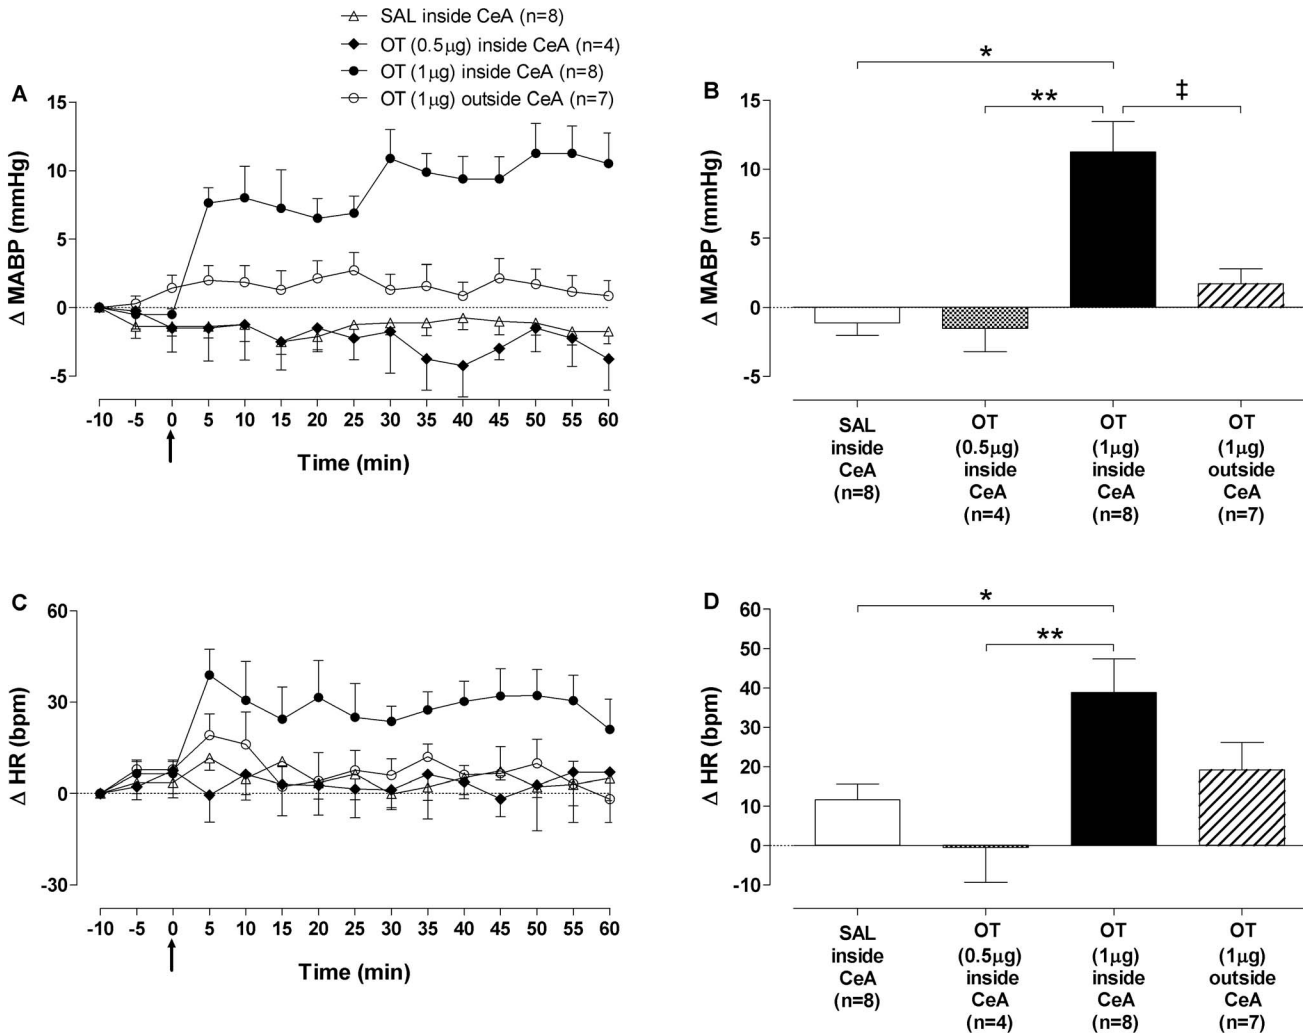 SAL inside CeA (n=8)
OT (0.5μg) inside CeA (n=4)
OT (1μg) inside CeA (n=8)
OT (1μg) outside CeA (n=7)
A
Δ MABP (mmHg)
15
10
5
0
-5
-10 -5 0 5 10 15 20 25 30 35 40 45 50 55 60
Time (min)
B
*
** ‡
Δ MABP (mmHg)
15
10
5
0
-5
SAL
inside
CeA
(n=8)
OT
(0.5μg)
inside
CeA
(n=4)
OT
(1μg)
inside
CeA
(n=8)
OT
(1μg)
outside
CeA
(n=7)
C
Δ HR (bpm)
60
30
0
-30
-10 -5 0 5 10 15 20 25 30 35 40 45 50 55 60
Time (min)
D
*
**
Δ HR (bpm)
60
50
40
30
20
10
0
-10
SAL
inside
CeA
(n=8)
OT
(0.5μg)
inside
CeA
(n=4)
OT
(1μg)
inside
CeA
(n=8)
OT
(1μg)
outside
CeA
(n=7)